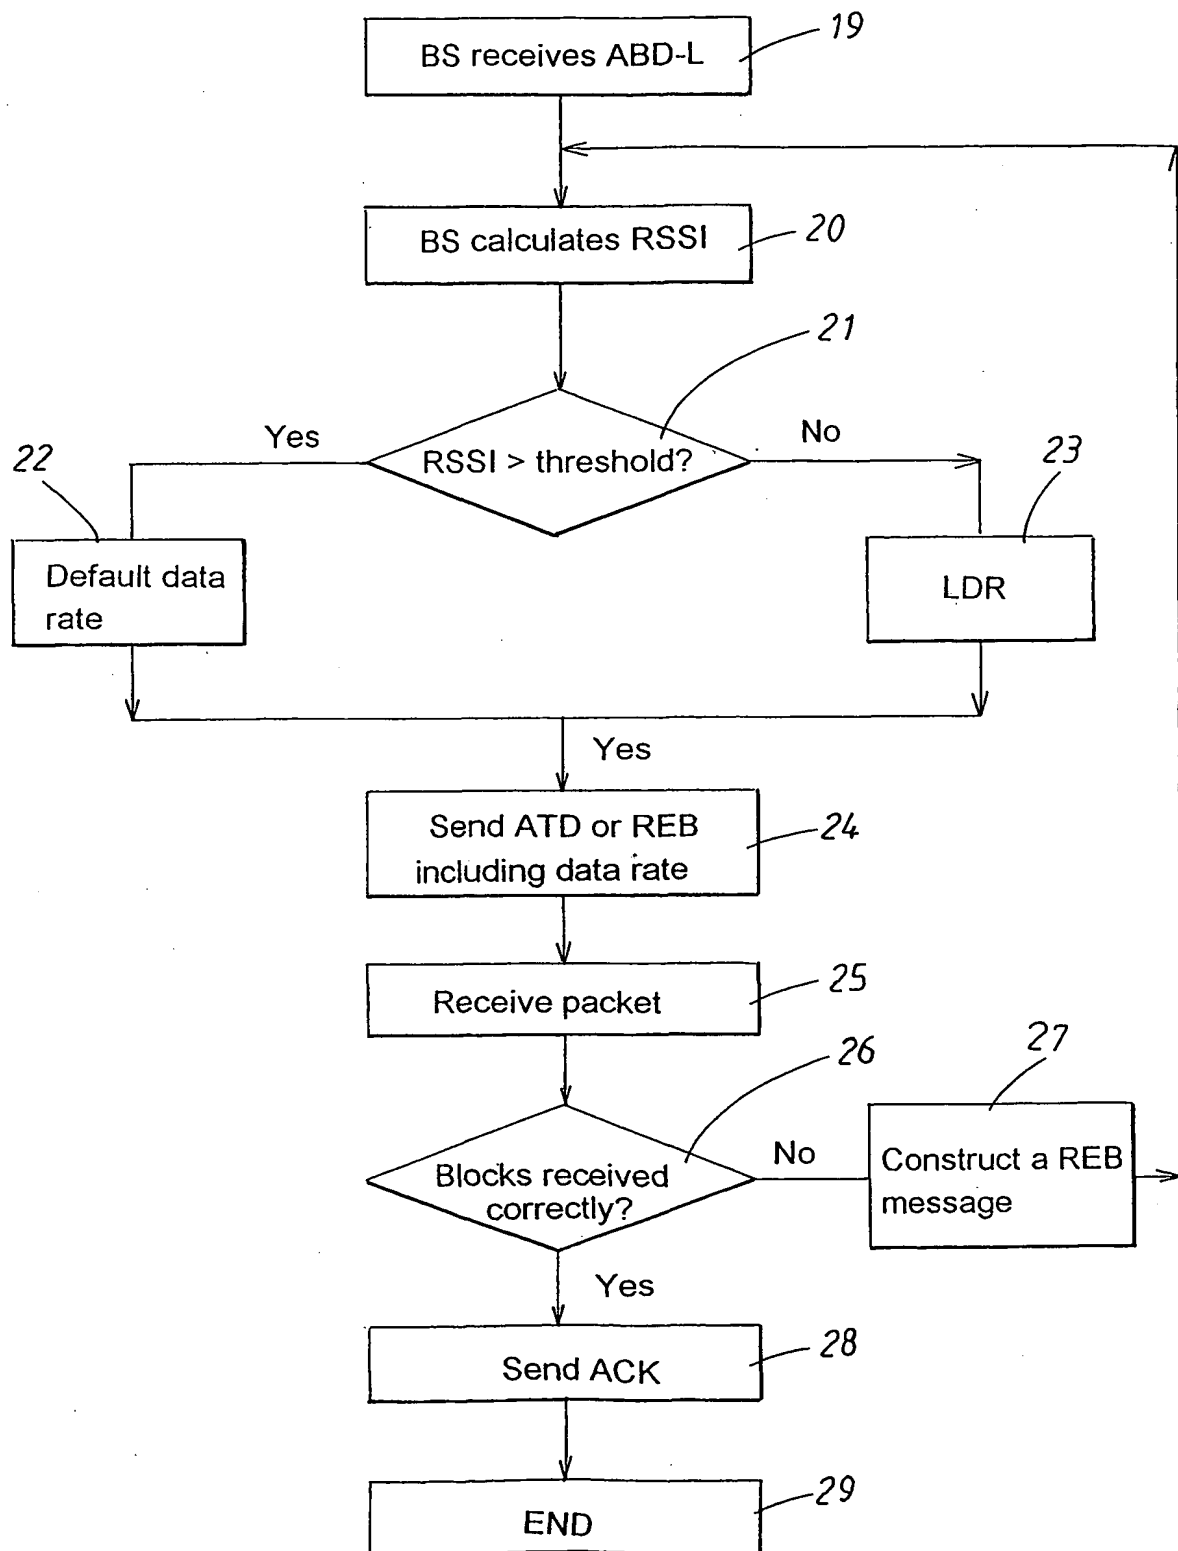 19
BS receives ABD-L
BS calculates RSSI
20
21
Yes
No
RSSI > threshold?
22
23
Default data
rate
LDR
Yes
Send ATD or REB
including data rate
24
Receive packet
25
26
27
Blocks received
correctly?
No
Construct a REB
message
Yes
Send ACK
28
END
29